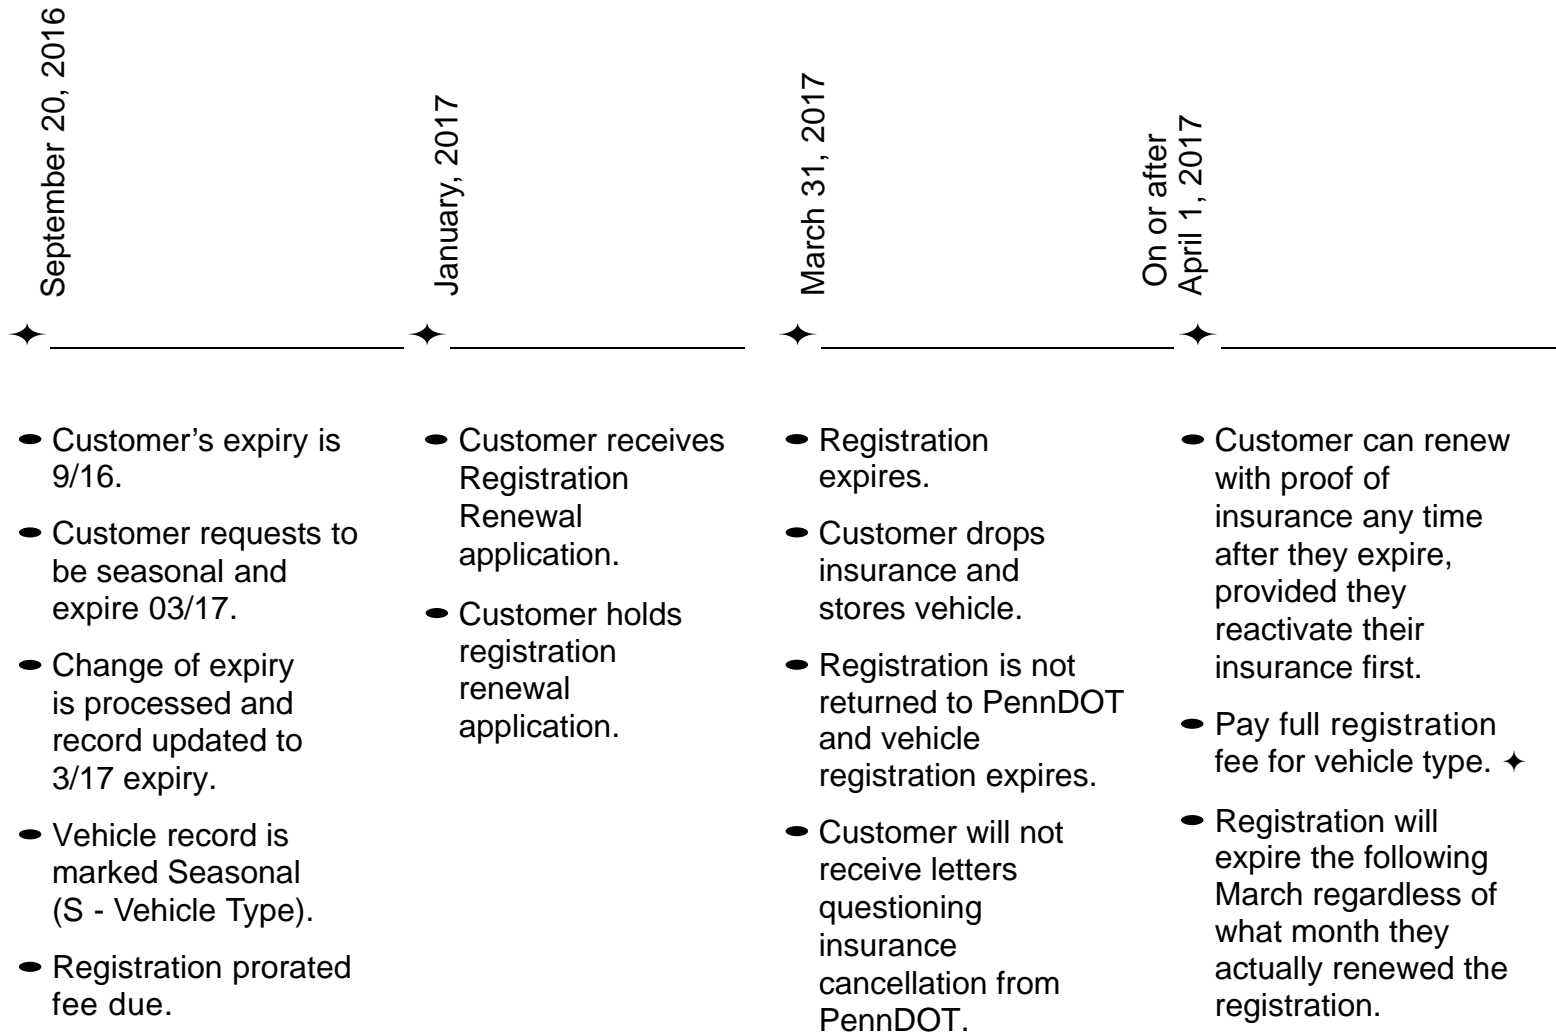 September 20, 2016
January, 2017
March 31, 2017
On or after
April 1, 2017
Customer’s expiry is
9/16.
Customer requests to
be seasonal and
expire 03/17.
Change of expiry
is processed and
record updated to
3/17 expiry.
Vehicle record is
marked Seasonal
(S - Vehicle Type).
Registration prorated
fee due.
Customer receives
Registration
Renewal
application.
Customer holds
registration
renewal
application.
Registration
expires.
Customer drops
insurance and
stores vehicle.
Registration is not
returned to PennDOT
and vehicle
registration expires.
Customer will not
receive letters
questioning
insurance
cancellation from
PennDOT.
Customer can renew
with proof of
insurance any time
after they expire,
provided they
reactivate their
insurance first.
Pay full registration
fee for vehicle type. ✦
Registration will
expire the following
March regardless of
what month they
actually renewed the
registration.